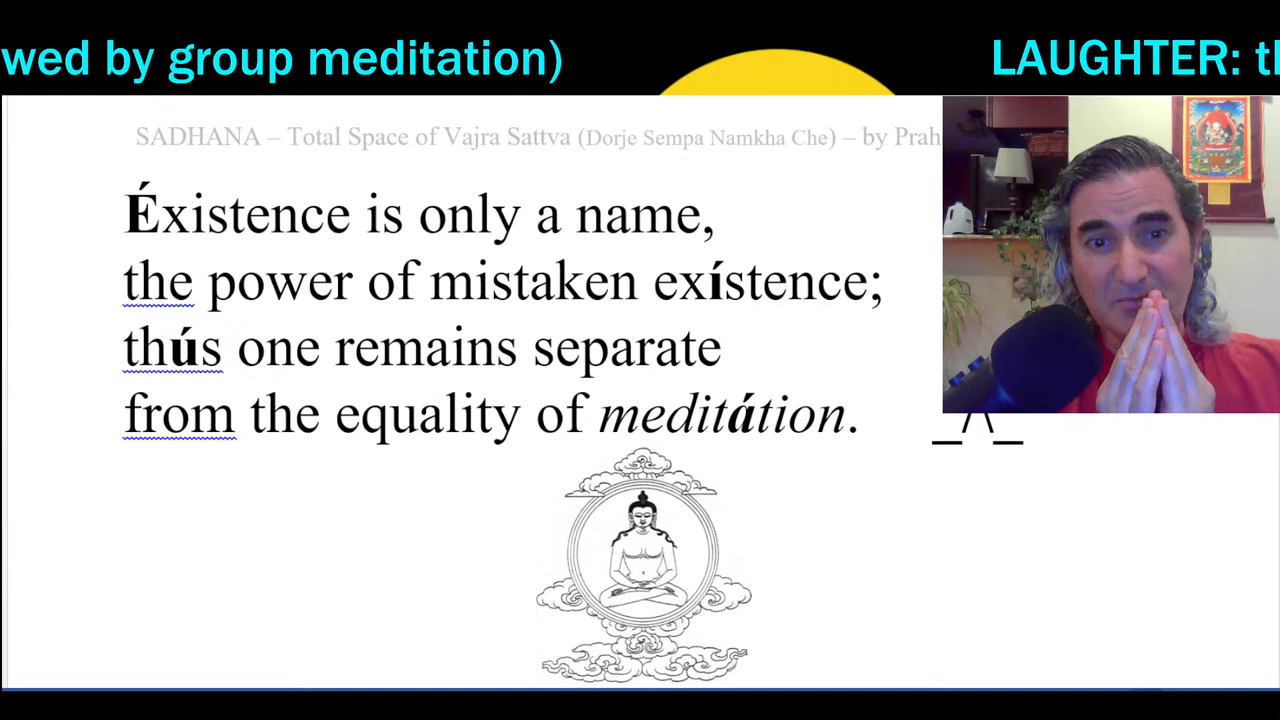 wed by group meditation)
LAUGHTER: th
SADHANA – Total Space of Vajra Sattva (Dorje Sempa Namkha Che) – by Prah
Éxistence is only a name,
the power of mistaken exístence;
thús one remains separate
from the equality of meditátion.